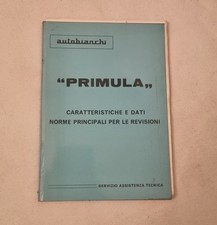 autobianchi
“PRIMULA„
CARATTERISTICHE E DATI
NORME PRINCIPALI PER LE REVISIONI
SERVIZIO ASSISTENZA TECNICA